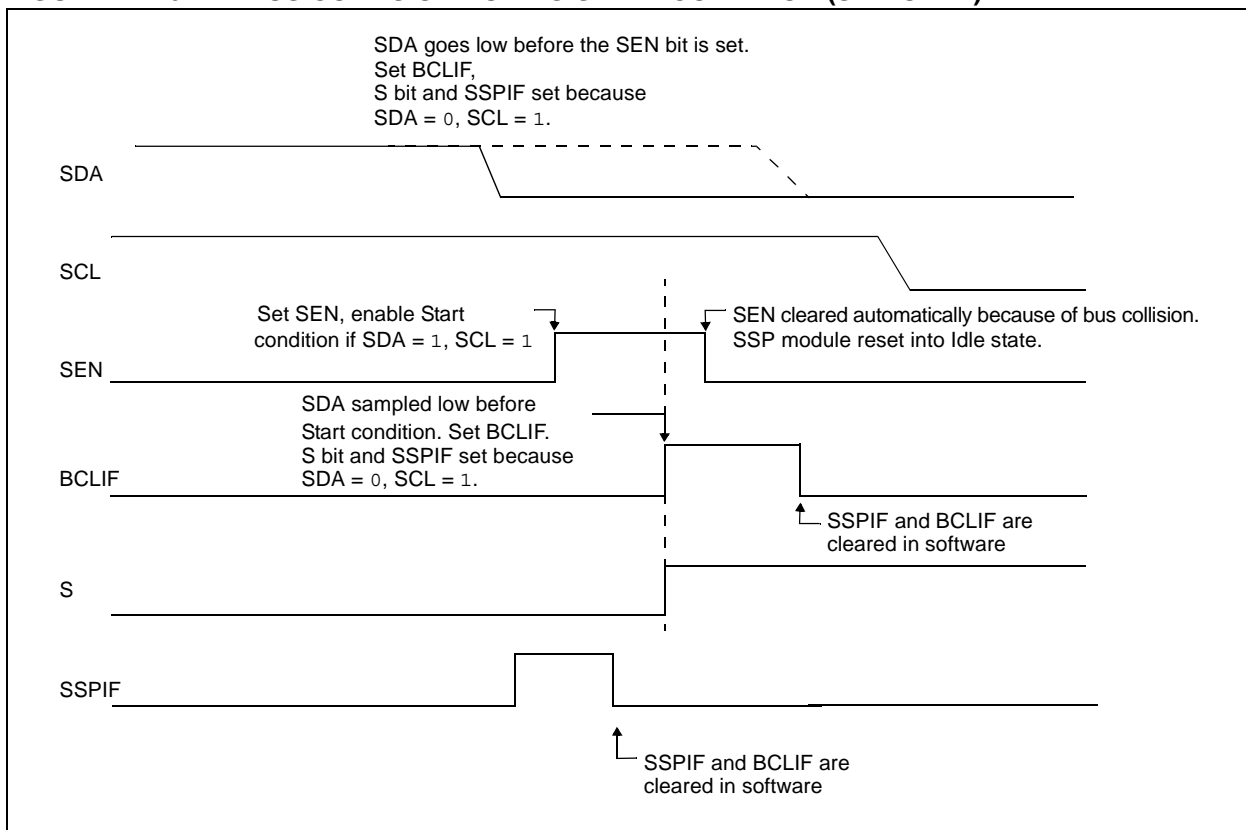 SDA goes low before the SEN bit is set.
Set BCLIF,
S bit and SSPIF set because
SDA = 0, SCL = 1.
SDA
SCL
Set SEN, enable Start
condition if SDA = 1, SCL = 1
SEN cleared automatically because of bus collision.
SSP module reset into Idle state.
SEN
SDA sampled low before
Start condition. Set BCLIF.
S bit and SSPIF set because
SDA = 0, SCL = 1.
BCLIF
SSPIF and BCLIF are
cleared in software
S
SSPIF
SSPIF and BCLIF are
cleared in software